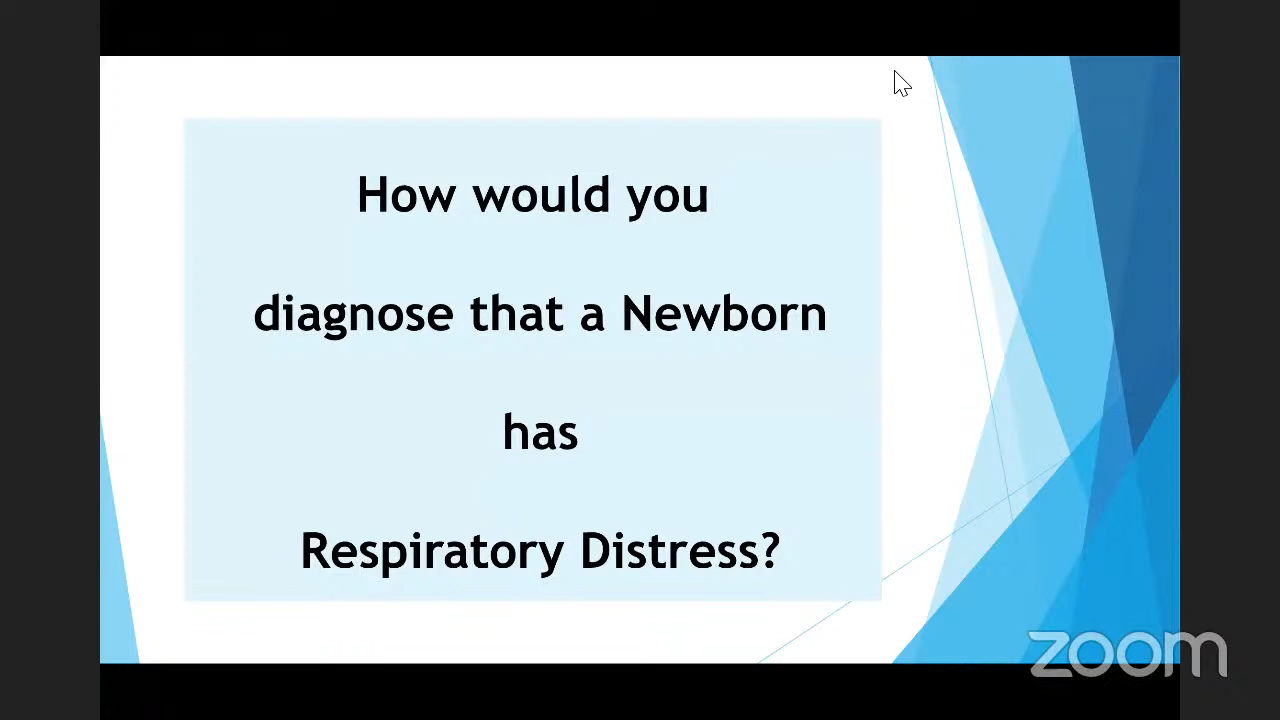 How would you
diagnose that a Newborn
has
Respiratory Distress?
zoom